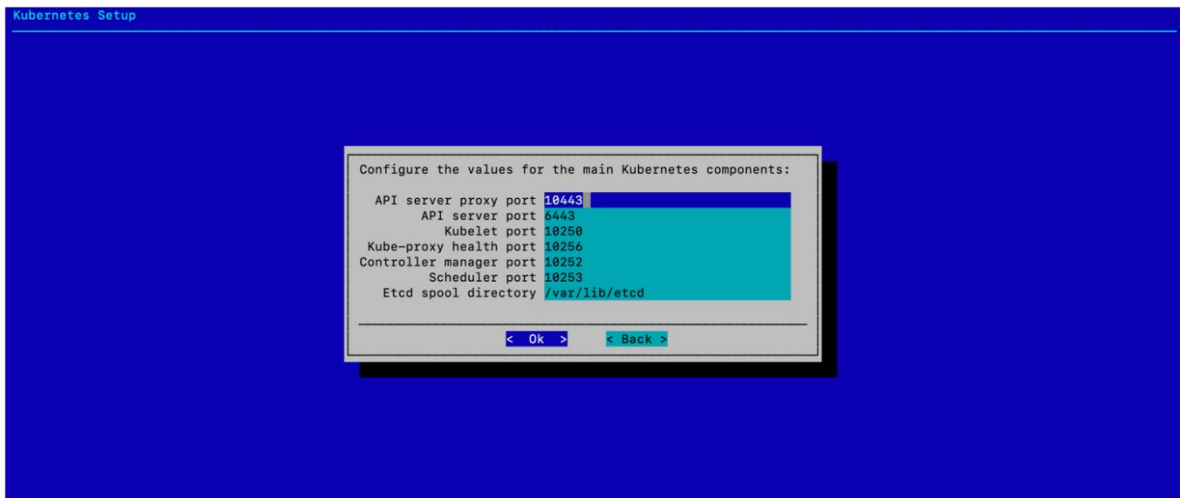 Kubernetes Setup
Configure the values for the main Kubernetes components:
API server proxy port 10443
API server port 6443
Kubelet port 10250
Kube-proxy health port 10256
Controller manager port 10252
Scheduler port 10253
Etcd spool directory /var/lib/etcd
< Ok > < Back >